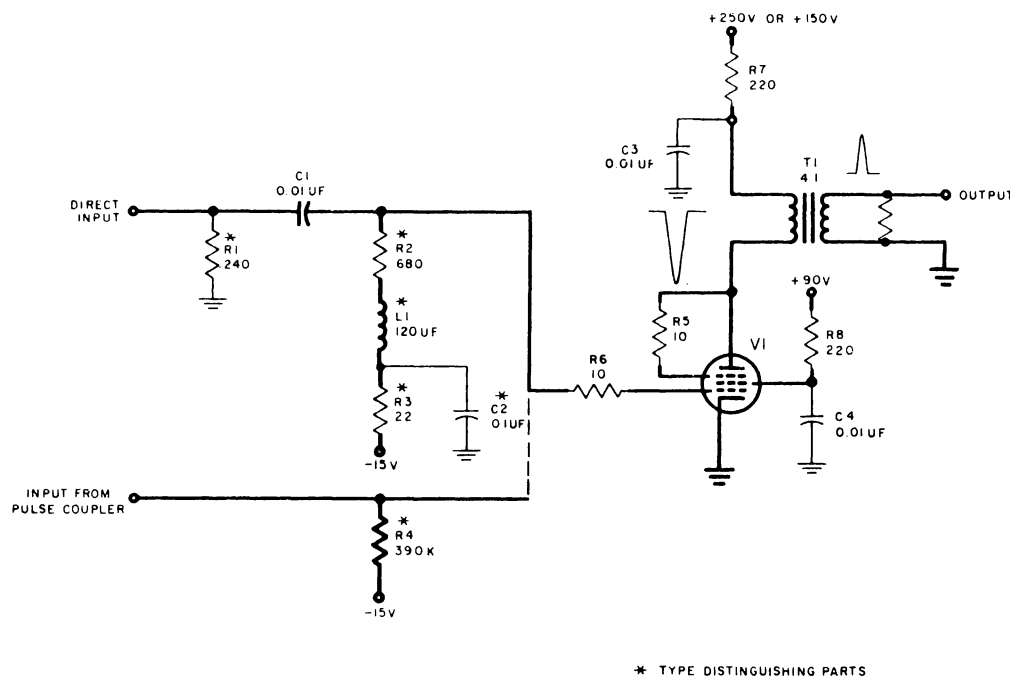 +250V OR +150V
R7
220
C3
0.01UF
T1
41
OUTPUT
C1
0.01UF
DIRECT
INPUT
*
R1
240
*
R2
680
*
L1
120UF
*
R3
22
*
C2
01UF
-15V
R5
10
R6
10
V1
+90V
R8
220
C4
0.01UF
INPUT FROM
PULSE COUPLER
*
R4
390K
-15V
* TYPE DISTINGUISHING PARTS